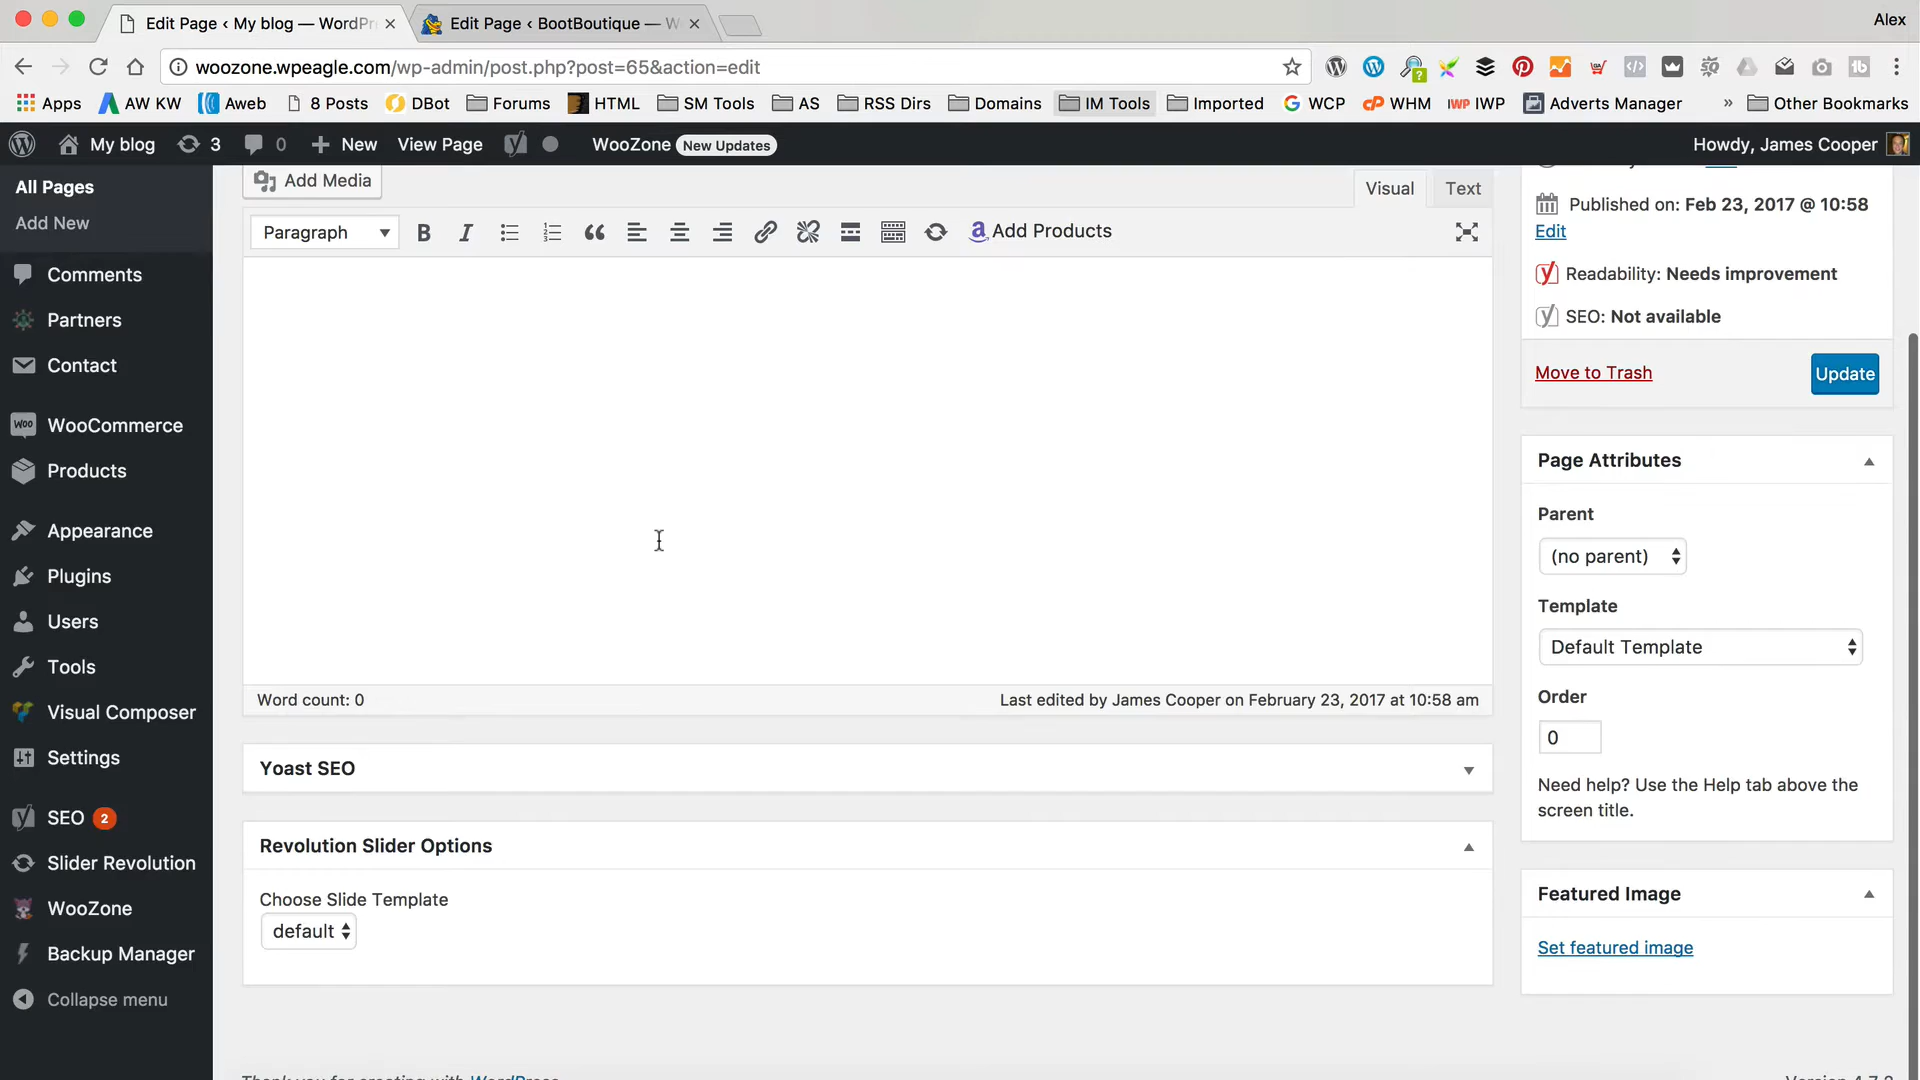 Edit Page ‹ My blog — WordPr
Edit Page ‹ BootBoutique — W
Alex
woozone.wpeagle.com/wp-admin/post.php?post=65&action=edit
Apps
AW KW
Aweb
8 Posts
DBot
Forums
HTML
SM Tools
AS
RSS Dirs
Domains
IM Tools
Imported
WCP
WHM
IWP
Adverts Manager
»
Other Bookmarks
My blog
3
0
New
View Page
WooZone
New Updates
Howdy, James Cooper
All Pages
Add New
Comments
Partners
Contact
WooCommerce
Products
Appearance
Plugins
Users
Tools
Visual Composer
Settings
SEO 2
Slider Revolution
WooZone
Backup Manager
Collapse menu
Add Media
Visual
Text
Paragraph
B
I
Add Products
Word count: 0
Last edited by James Cooper on February 23, 2017 at 10:58 am
Yoast SEO
Revolution Slider Options
Choose Slide Template
default
Published on: Feb 23, 2017 @ 10:58
Edit
Readability: Needs improvement
SEO: Not available
Move to Trash
Update
Page Attributes
Parent
(no parent)
Template
Default Template
Order
0
Need help? Use the Help tab above the
screen title.
Featured Image
Set featured image
Thank you for creating with WordPress